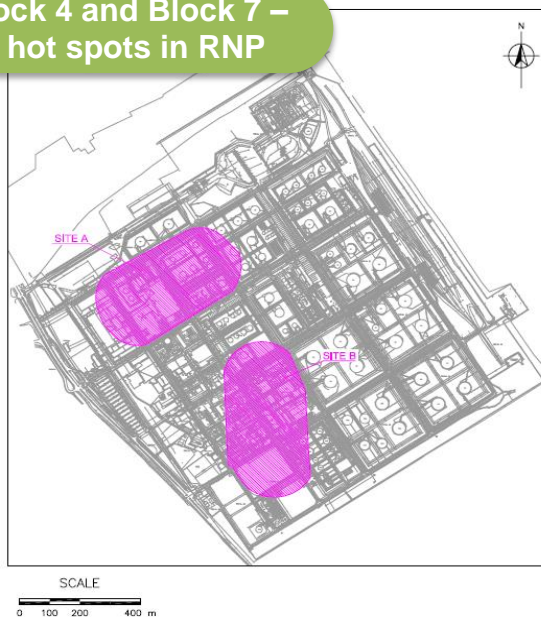 ock 4 and Block 7 –
hot spots in RNP
N
SITE A
SITE B
SCALE
0 100 200 400 m